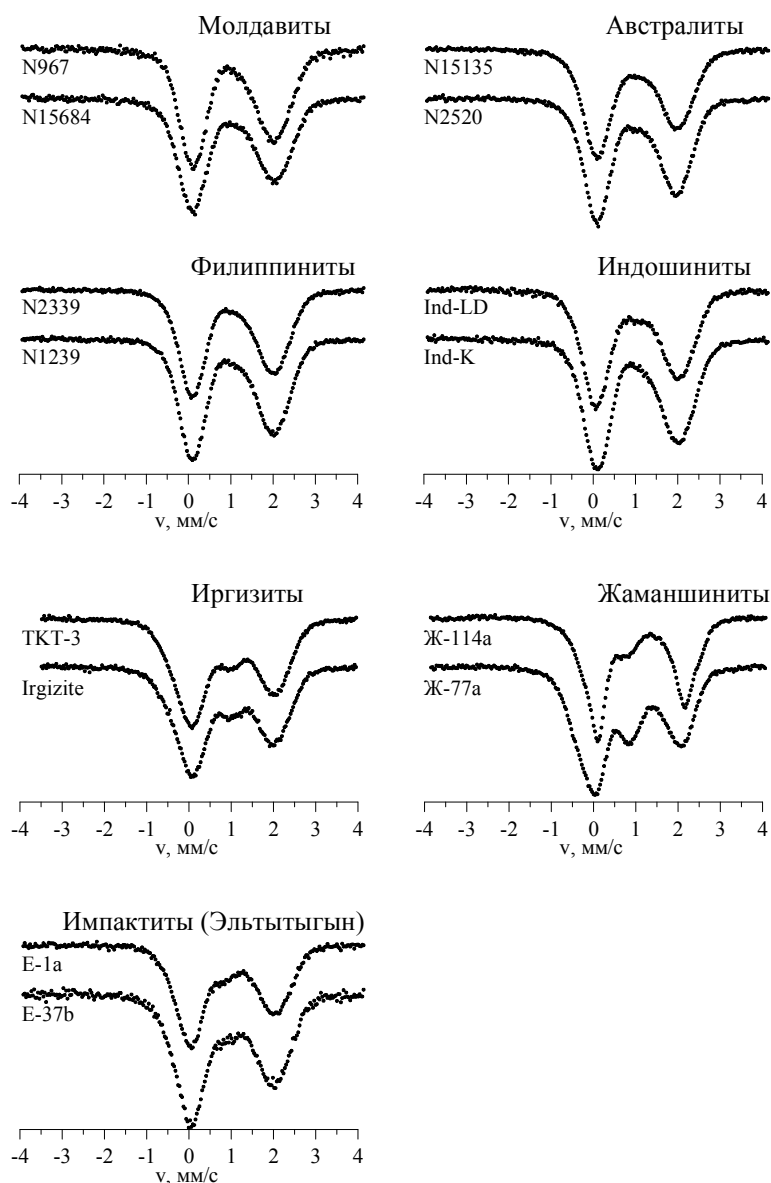 Молдавиты
N967
N15684
Австралиты
N15135
N2520
Филиппиниты
N2339
N1239
-4 -3 -2 -1 0 1 2 3 4
v, мм/с
Индошиниты
Ind-LD
Ind-K
-4 -3 -2 -1 0 1 2 3 4
v, мм/с
Иргизиты
ТКТ-3
Irgizite
-4 -3 -2 -1 0 1 2 3 4
v, мм/с
Жаманшиниты
Ж-114а
Ж-77а
-4 -3 -2 -1 0 1 2 3 4
v, мм/с
Импактиты (Эльгытыгын)
E-1a
E-37b
-4 -3 -2 -1 0 1 2 3 4
v, мм/с